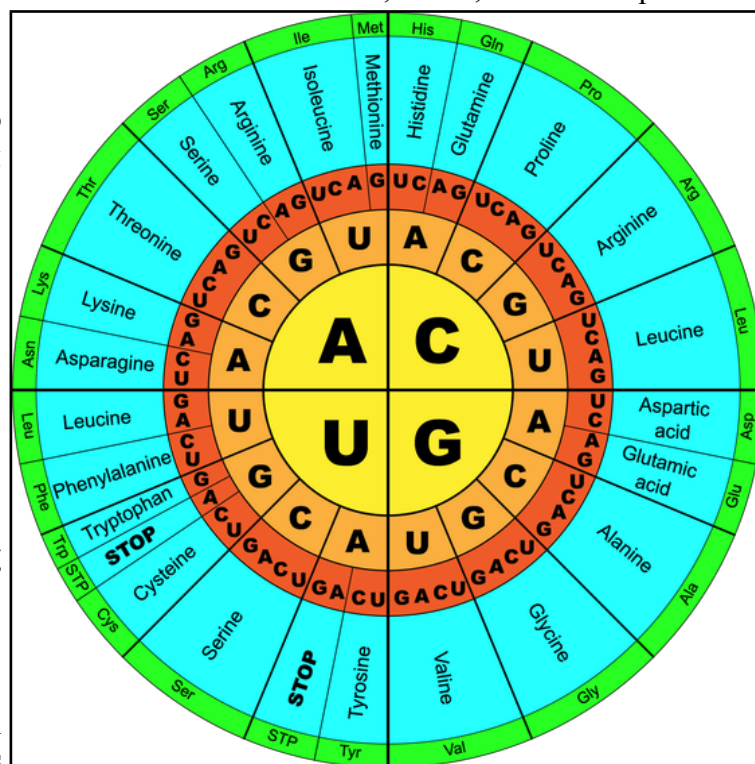 His
Gln
Pro
Arg
Leu
Asp
Glu
Ala
Gly
Val
Tyr
STP
Ser
Cys
STP
Trp
Phe
Leu
Asn
Lys
Thr
Ser
Arg
Ile
Met
Histidine
Glutamine
Proline
Arginine
Leucine
Aspartic
acid
Glutamic
acid
Alanine
Glycine
Valine
Tyrosine
STOP
Serine
Cysteine
STOP
Tryptophan
Phenylalanine
Leucine
Asparagine
Lysine
Threonine
Serine
Arginine
Isoleucine
Methionine
U C A G U C A G U C A G U C A G
U C A G U C A G U C A G U C A G
U C A G U C A G U C A G U C A G
U C A G U C A G U C A G U C A G
A C G U
A C G U
A C G U
A C G U
A C
U G